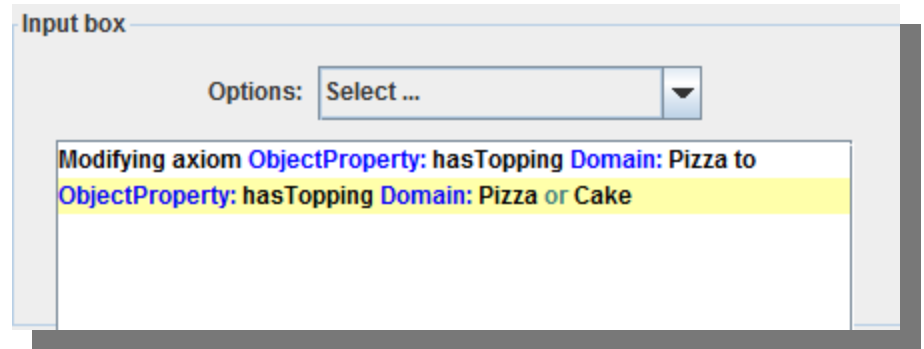 Input box
Options: Select ...
Modifying axiom ObjectProperty: hasTopping Domain: Pizza to
ObjectProperty: hasTopping Domain: Pizza or Cake